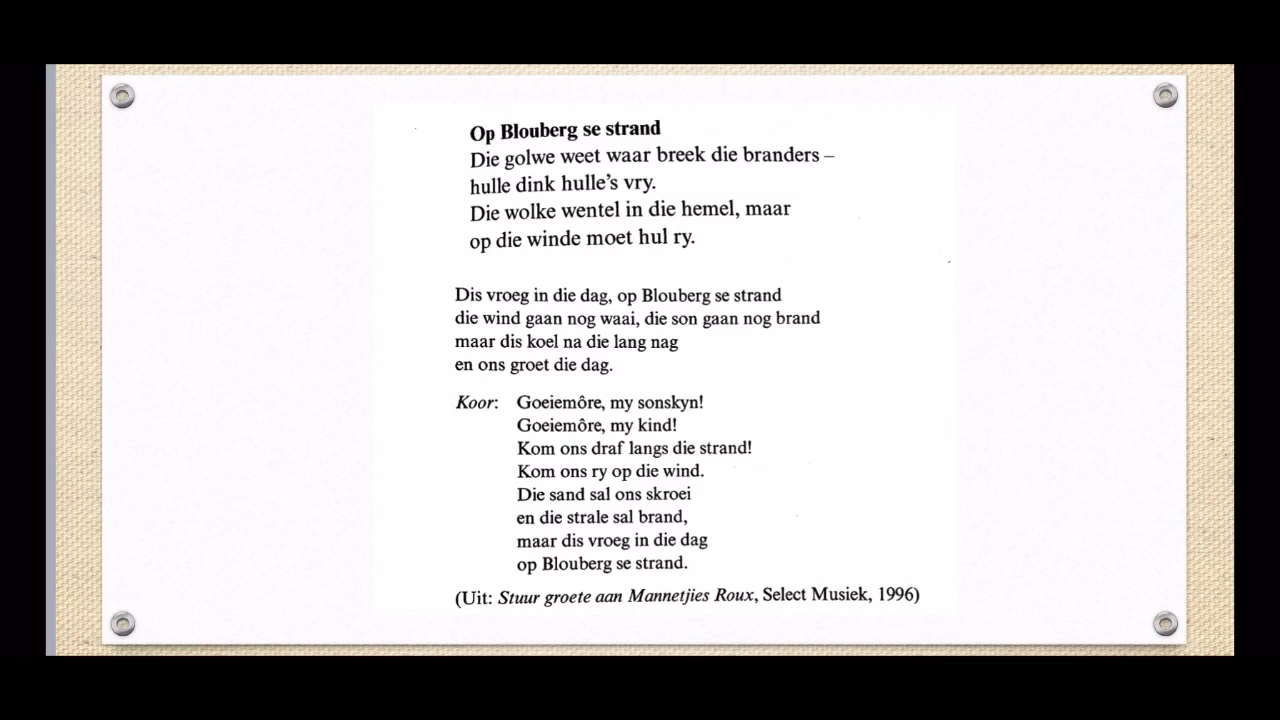 Op Blouberg se strand
Die golwe weet waar breek die branders –
hulle dink hulle’s vry.
Die wolke wentel in die hemel, maar
op die winde moet hul ry.
Dis vroeg in die dag, op Blouberg se strand
die wind gaan nog waai, die son gaan nog brand
maar dis koel na die lang nag
en ons groet die dag.
Koor: Goeiemôre, my sonskyn!
Goeiemôre, my kind!
Kom ons draf langs die strand!
Kom ons ry op die wind.
Die sand sal ons skroei
en die strale sal brand,
maar dis vroeg in die dag
op Blouberg se strand.
(Uit: Stuur groete aan Mannetjies Roux, Select Musiek, 1996)